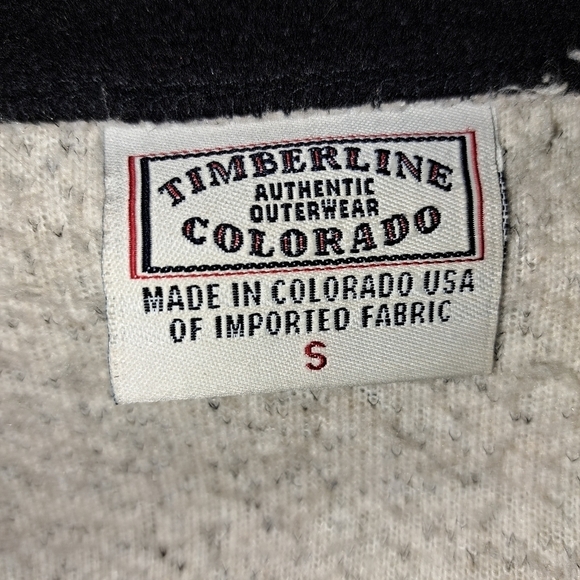 TIMBERLINE
AUTHENTIC
OUTERWEAR
COLORADO
MADE IN COLORADO USA
OF IMPORTED FABRIC
S